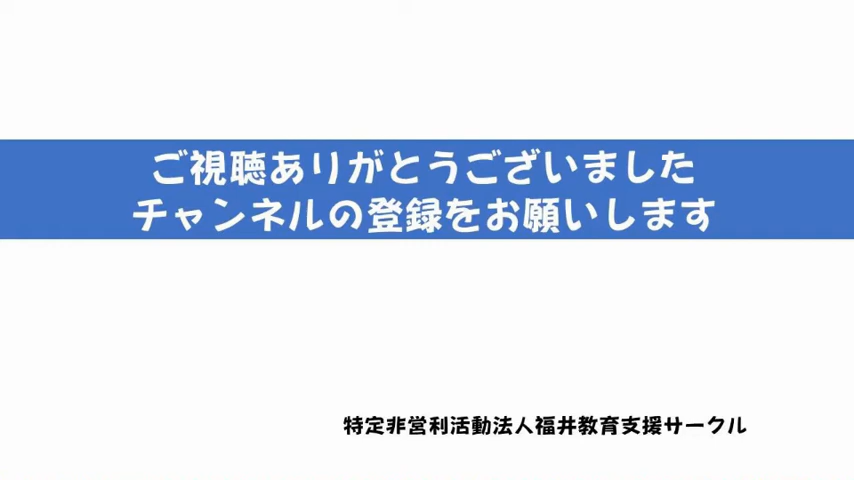 ご視聴ありがとうございました
チャンネルの登録をお願いします
特定非営利活動法人福井教育支援サークル